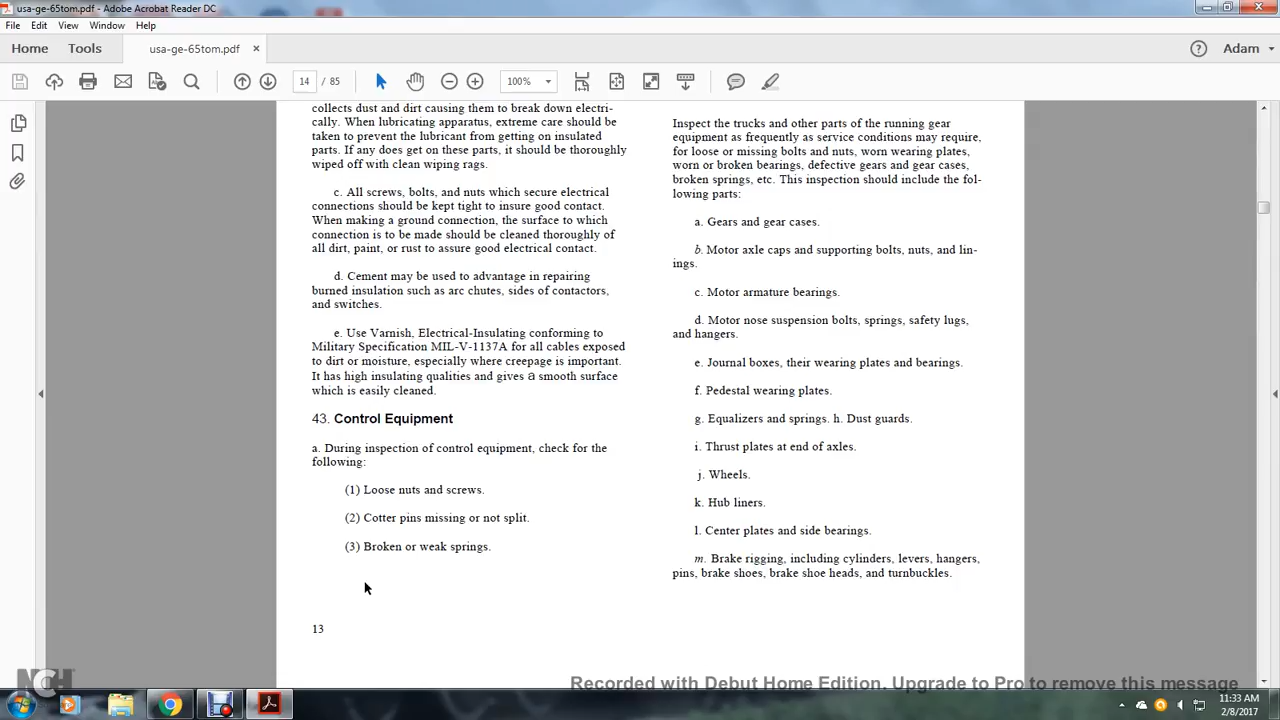 usa-ge-65tom.pdf - Adobe Acrobat Reader DC
File Edit View Window Help
Home Tools usa-ge-65tom.pdf × Adam
14 / 85 100%
collects dust and dirt causing them to break down electri-
cally. When lubricating apparatus, extreme care should be
taken to prevent the lubricant from getting on insulated
parts. If any does get on these parts, it should be thoroughly
wiped off with clean wiping rags.
c. All screws, bolts, and nuts which secure electrical
connections should be kept tight to insure good contact.
When making a ground connection, the surface to which
connection is to be made should be cleaned thoroughly of
all dirt, paint, or rust to assure good electrical contact.
d. Cement may be used to advantage in repairing
burned insulation such as arc chutes, sides of contactors,
and switches.
e. Use Varnish, Electrical-Insulating conforming to
Military Specification MIL-V-1137A for all cables exposed
to dirt or moisture, especially where creepage is important.
It has high insulating qualities and gives a smooth surface
which is easily cleaned.
43. Control Equipment
a. During inspection of control equipment, check for the
following:
(1) Loose nuts and screws.
(2) Cotter pins missing or not split.
(3) Broken or weak springs.
13
Inspect the trucks and other parts of the running gear
equipment as frequently as service conditions may require,
for loose or missing bolts and nuts, worn wearing plates,
worn or broken bearings, defective gears and gear cases,
broken springs, etc. This inspection should include the fol-
lowing parts:
a. Gears and gear cases.
b. Motor axle caps and supporting bolts, nuts, and lin-
ings.
c. Motor armature bearings.
d. Motor nose suspension bolts, springs, safety lugs,
and hangers.
e. Journal boxes, their wearing plates and bearings.
f. Pedestal wearing plates.
g. Equalizers and springs. h. Dust guards.
i. Thrust plates at end of axles.
j. Wheels.
k. Hub liners.
l. Center plates and side bearings.
m. Brake rigging, including cylinders, levers, hangers,
pins, brake shoes, brake shoe heads, and turnbuckles.
NCH
Recorded with Debut Home Edition. Upgrade to Pro to remove this message
11:33 AM
2/8/2017